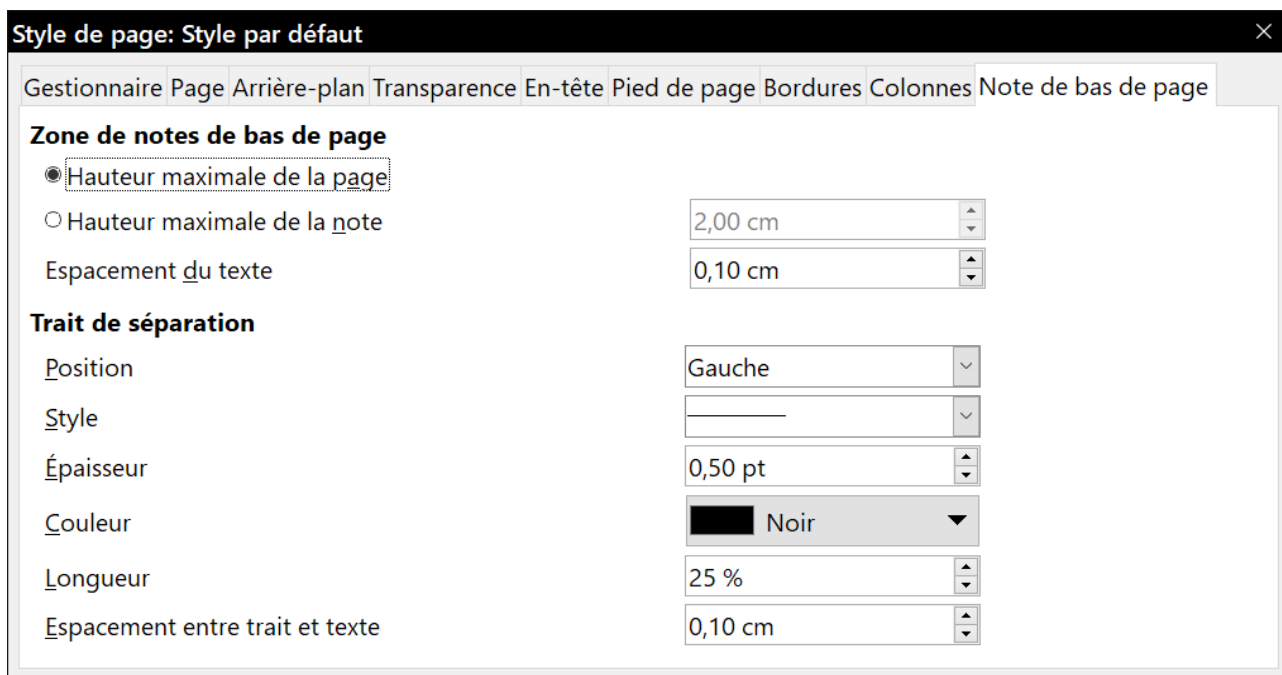 Style de page: Style par défaut
Gestionnaire Page Arrière-plan Transparence En-tête Pied de page Bordures Colonnes Note de bas de page
Zone de notes de bas de page
Hauteur maximale de la page
Hauteur maximale de la note 2,00 cm
Espacement du texte 0,10 cm
Trait de séparation
Position Gauche
Style
Épaisseur 0,50 pt
Couleur Noir
Longueur 25 %
Espacement entre trait et texte 0,10 cm